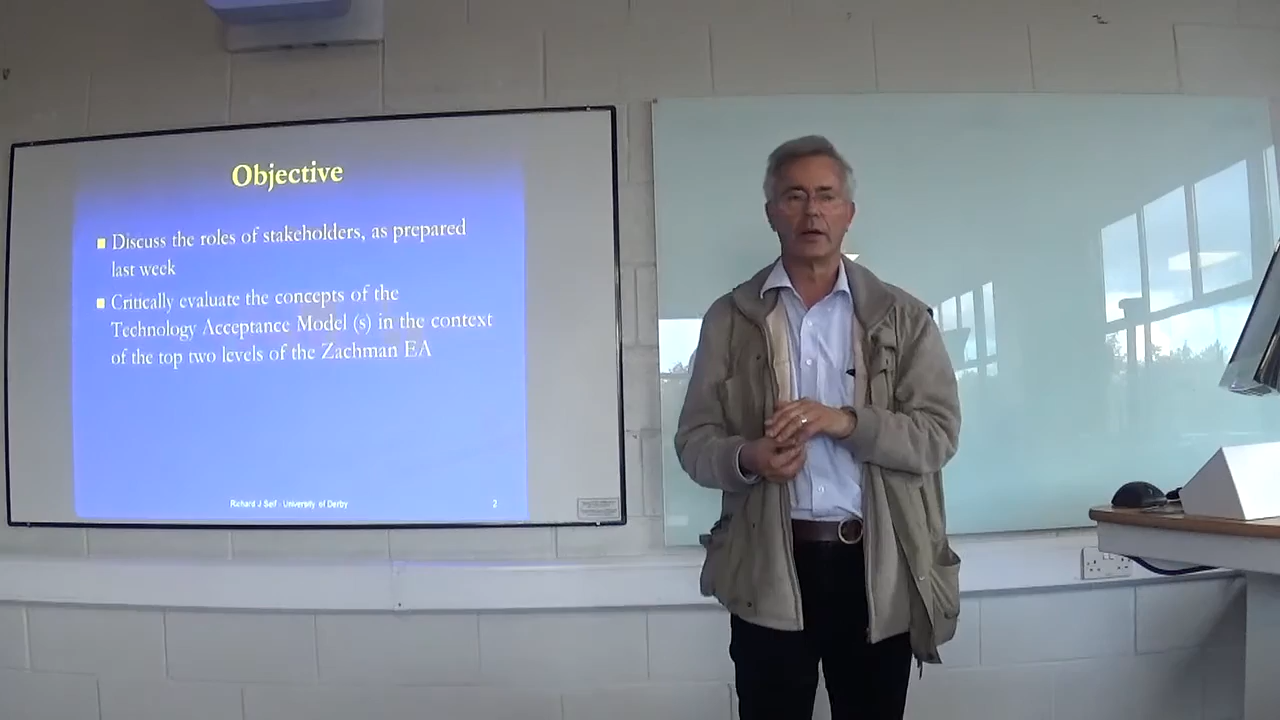 Objective
Discuss the roles of stakeholders, as prepared
last week
Critically evaluate the concepts of the
Technology Acceptance Model (s) in the context
of the top two levels of the Zachman EA
Richard J Self - University of Derby 2